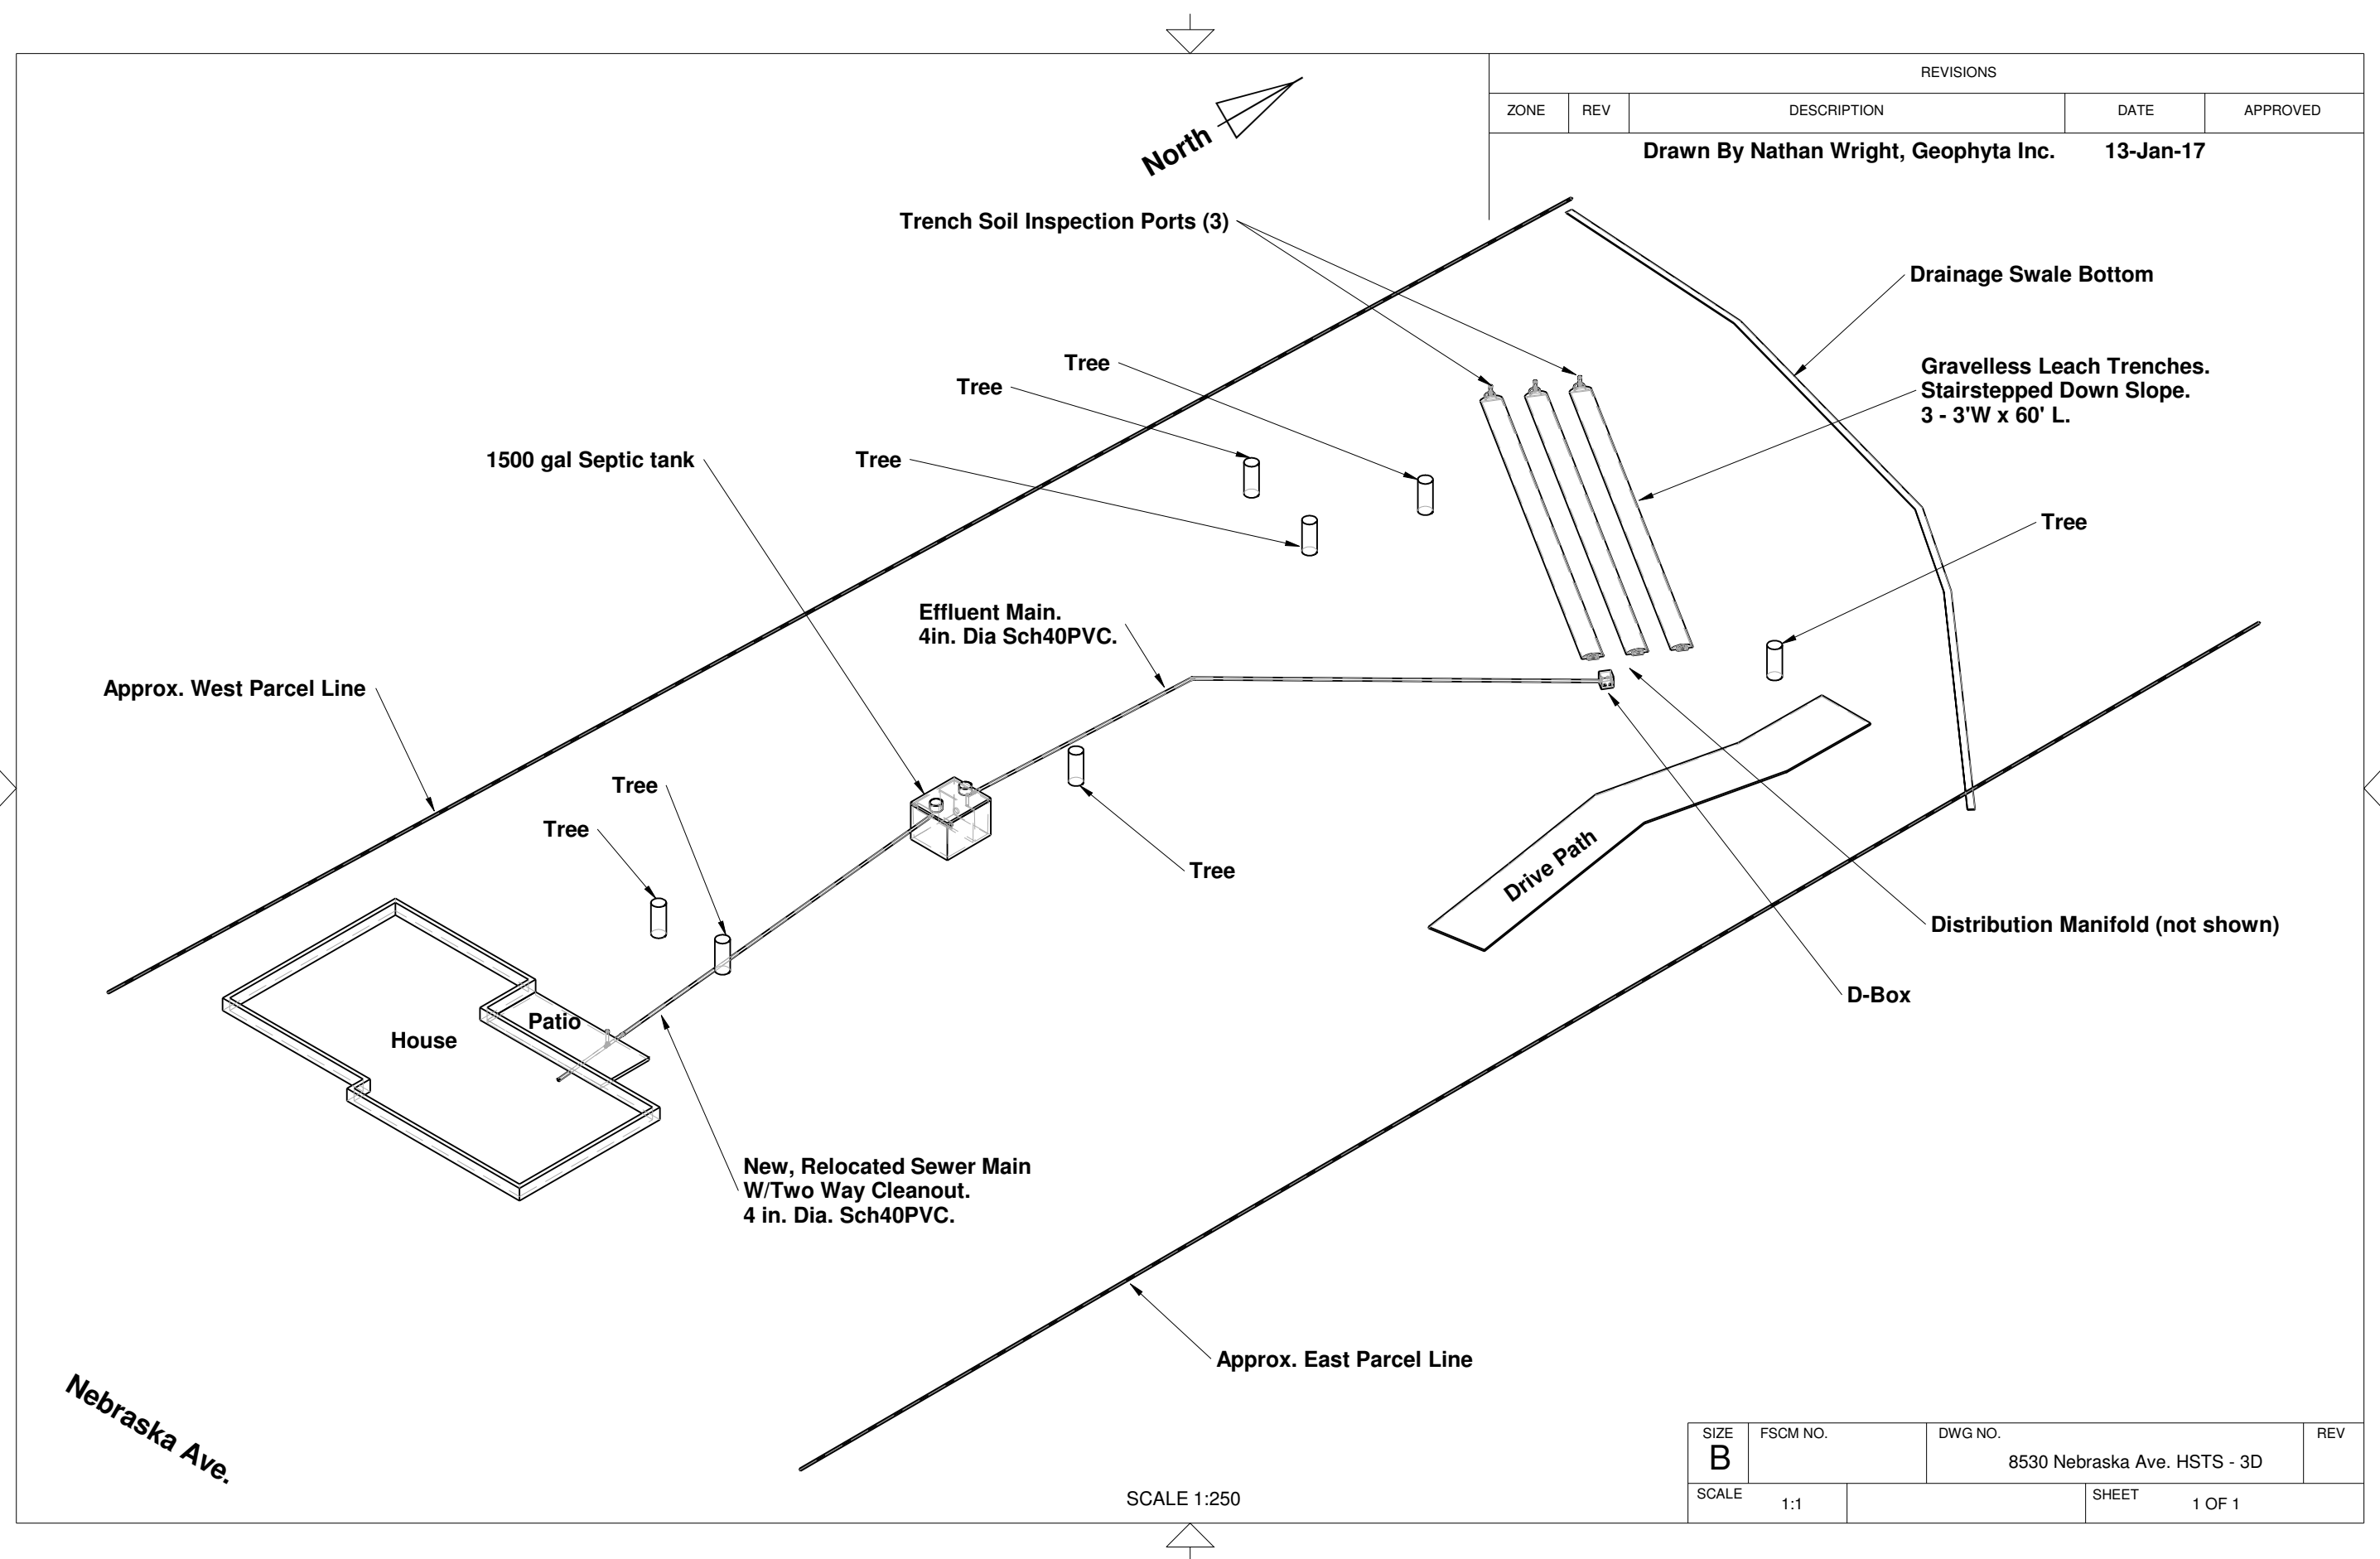 REVISIONS
ZONE REV DESCRIPTION DATE APPROVED
Drawn By Nathan Wright, Geophyta Inc. 13-Jan-17
North
Trench Soil Inspection Ports (3)
Drainage Swale Bottom
Tree
Tree
Gravelless Leach Trenches.
Stairstepped Down Slope.
3 - 3'W x 60' L.
1500 gal Septic tank
Tree
Tree
Effluent Main.
4in. Dia Sch40PVC.
Approx. West Parcel Line
Tree
Tree
Tree
Drive Path
Distribution Manifold (not shown)
D-Box
Patio
House
New, Relocated Sewer Main
W/Two Way Cleanout.
4 in. Dia. Sch40PVC.
Approx. East Parcel Line
Nebraska Ave.
SCALE 1:250
SIZE
B
FSCM NO.
DWG NO.
8530 Nebraska Ave. HSTS - 3D
REV
SCALE
1:1
SHEET
1 OF 1